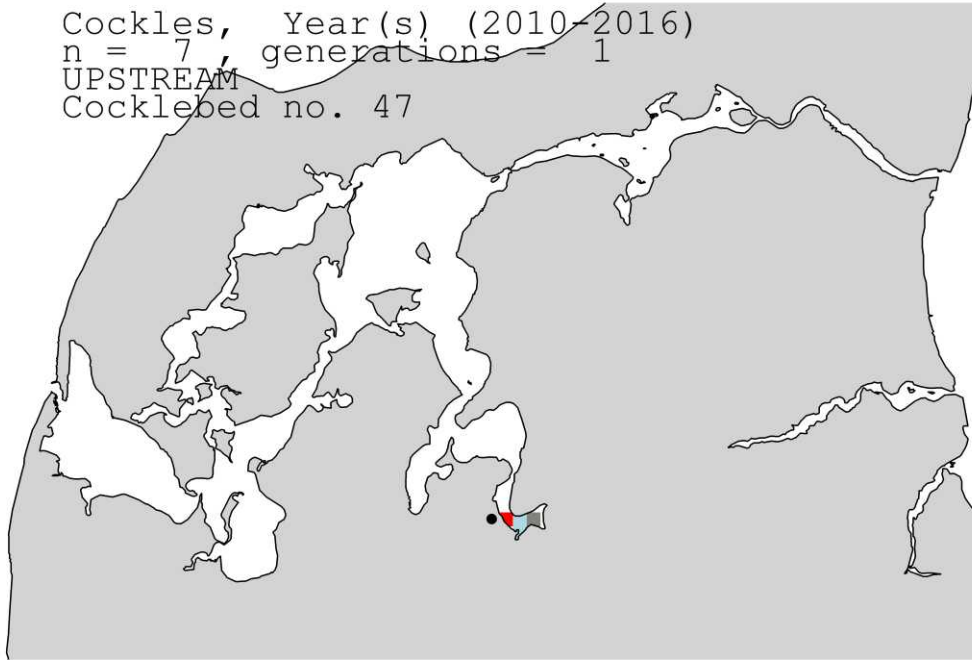 Cockles, Year(s) (2010-2016)
n = 7 , generations = 1
UPSTREAM
Cocklebed no. 47